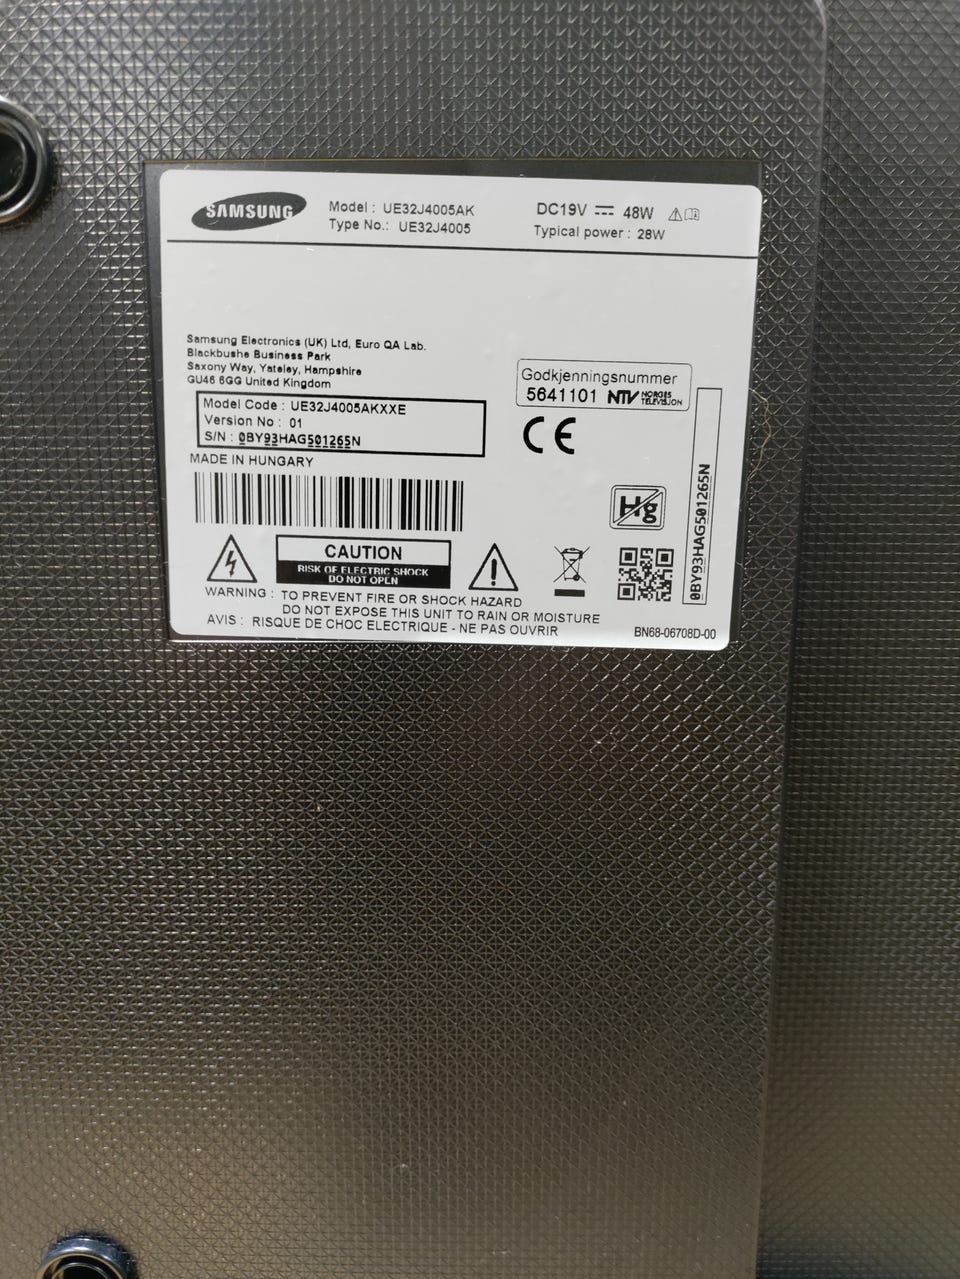 SAMSUNG
Model : UE32J4005AK
Type No.: UE32J4005
DC19V 48W
Typical power : 28W
Samsung Electronics (UK) Ltd, Euro QA Lab.
Blackbushe Business Park
Saxony Way, Yateley, Hampshire
GU46 6GG United Kingdom
Model Code : UE32J4005AKXXE
Version No : 01
S/N : 0BY93HAG501265N
MADE IN HUNGARY
Godkjenningsnummer
5641101 NTV NORGES TELEVISJON
CE
Hg
0BY93HAG501265N
CAUTION
RISK OF ELECTRIC SHOCK
DO NOT OPEN
WARNING : TO PREVENT FIRE OR SHOCK HAZARD
DO NOT EXPOSE THIS UNIT TO RAIN OR MOISTURE
AVIS : RISQUE DE CHOC ELECTRIQUE - NE PAS OUVRIR
BN68-06708D-00